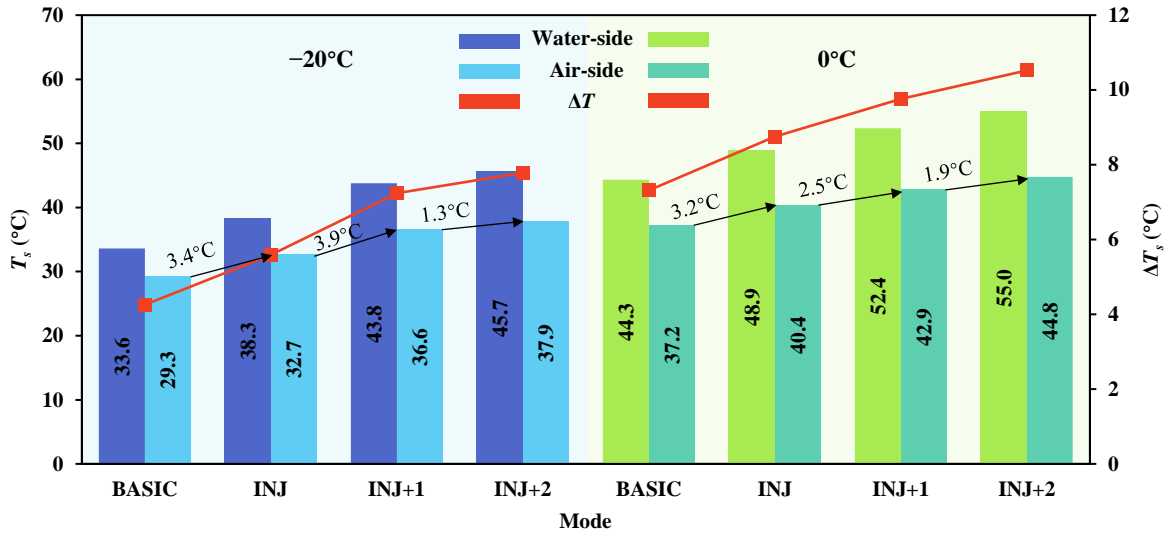 70
60
50
40
30
20
10
0
T_s (°C)
−20°C
Water-side
Air-side
ΔT
0°C
12
10
8
6
4
2
0
ΔT_s (°C)
3.4°C
3.9°C
1.3°C
3.2°C
2.5°C
1.9°C
33.6
29.3
38.3
32.7
43.8
36.6
45.7
37.9
44.3
37.2
48.9
40.4
52.4
42.9
55.0
44.8
BASIC
INJ
INJ+1
INJ+2
BASIC
INJ
INJ+1
INJ+2
Mode